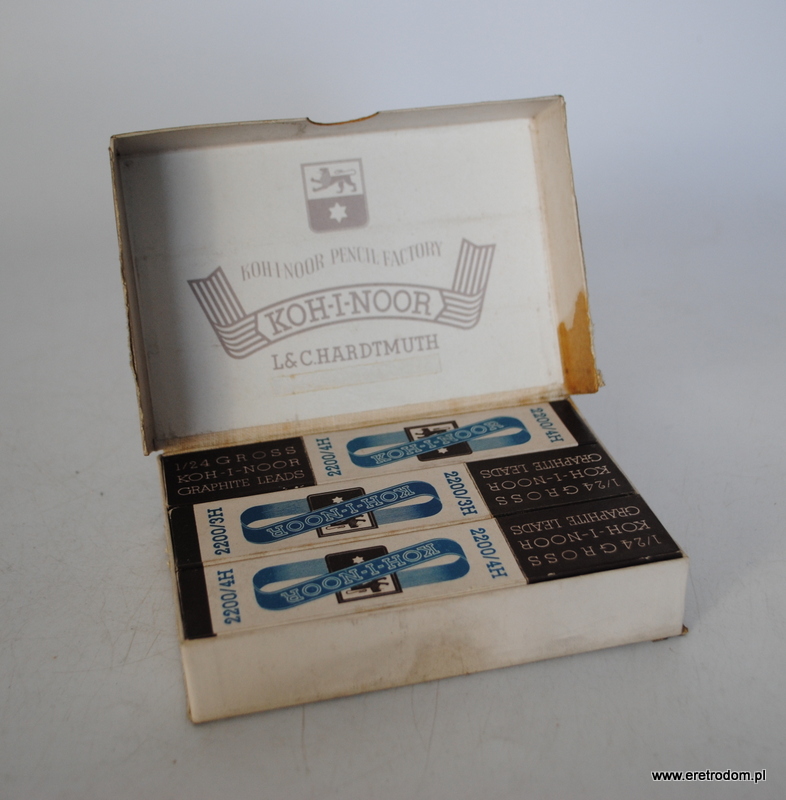 KOH-I-NOOR PENCIL FACTORY
KOH-I-NOOR
L&C.HARDTMUTH
1/24 GROSS
KOH-I-NOOR
GRAPHITE LEADS
2200/4H
KOH-I-NOOR
2200/4H
2200/3H
KOH-I-NOOR
2200/3H
1/24 GROSS
KOH-I-NOOR
GRAPHITE LEADS
2200/4H
KOH-I-NOOR
2200/4H
1/24 GROSS
KOH-I-NOOR
GRAPHITE LEADS
www.eretrodom.pl